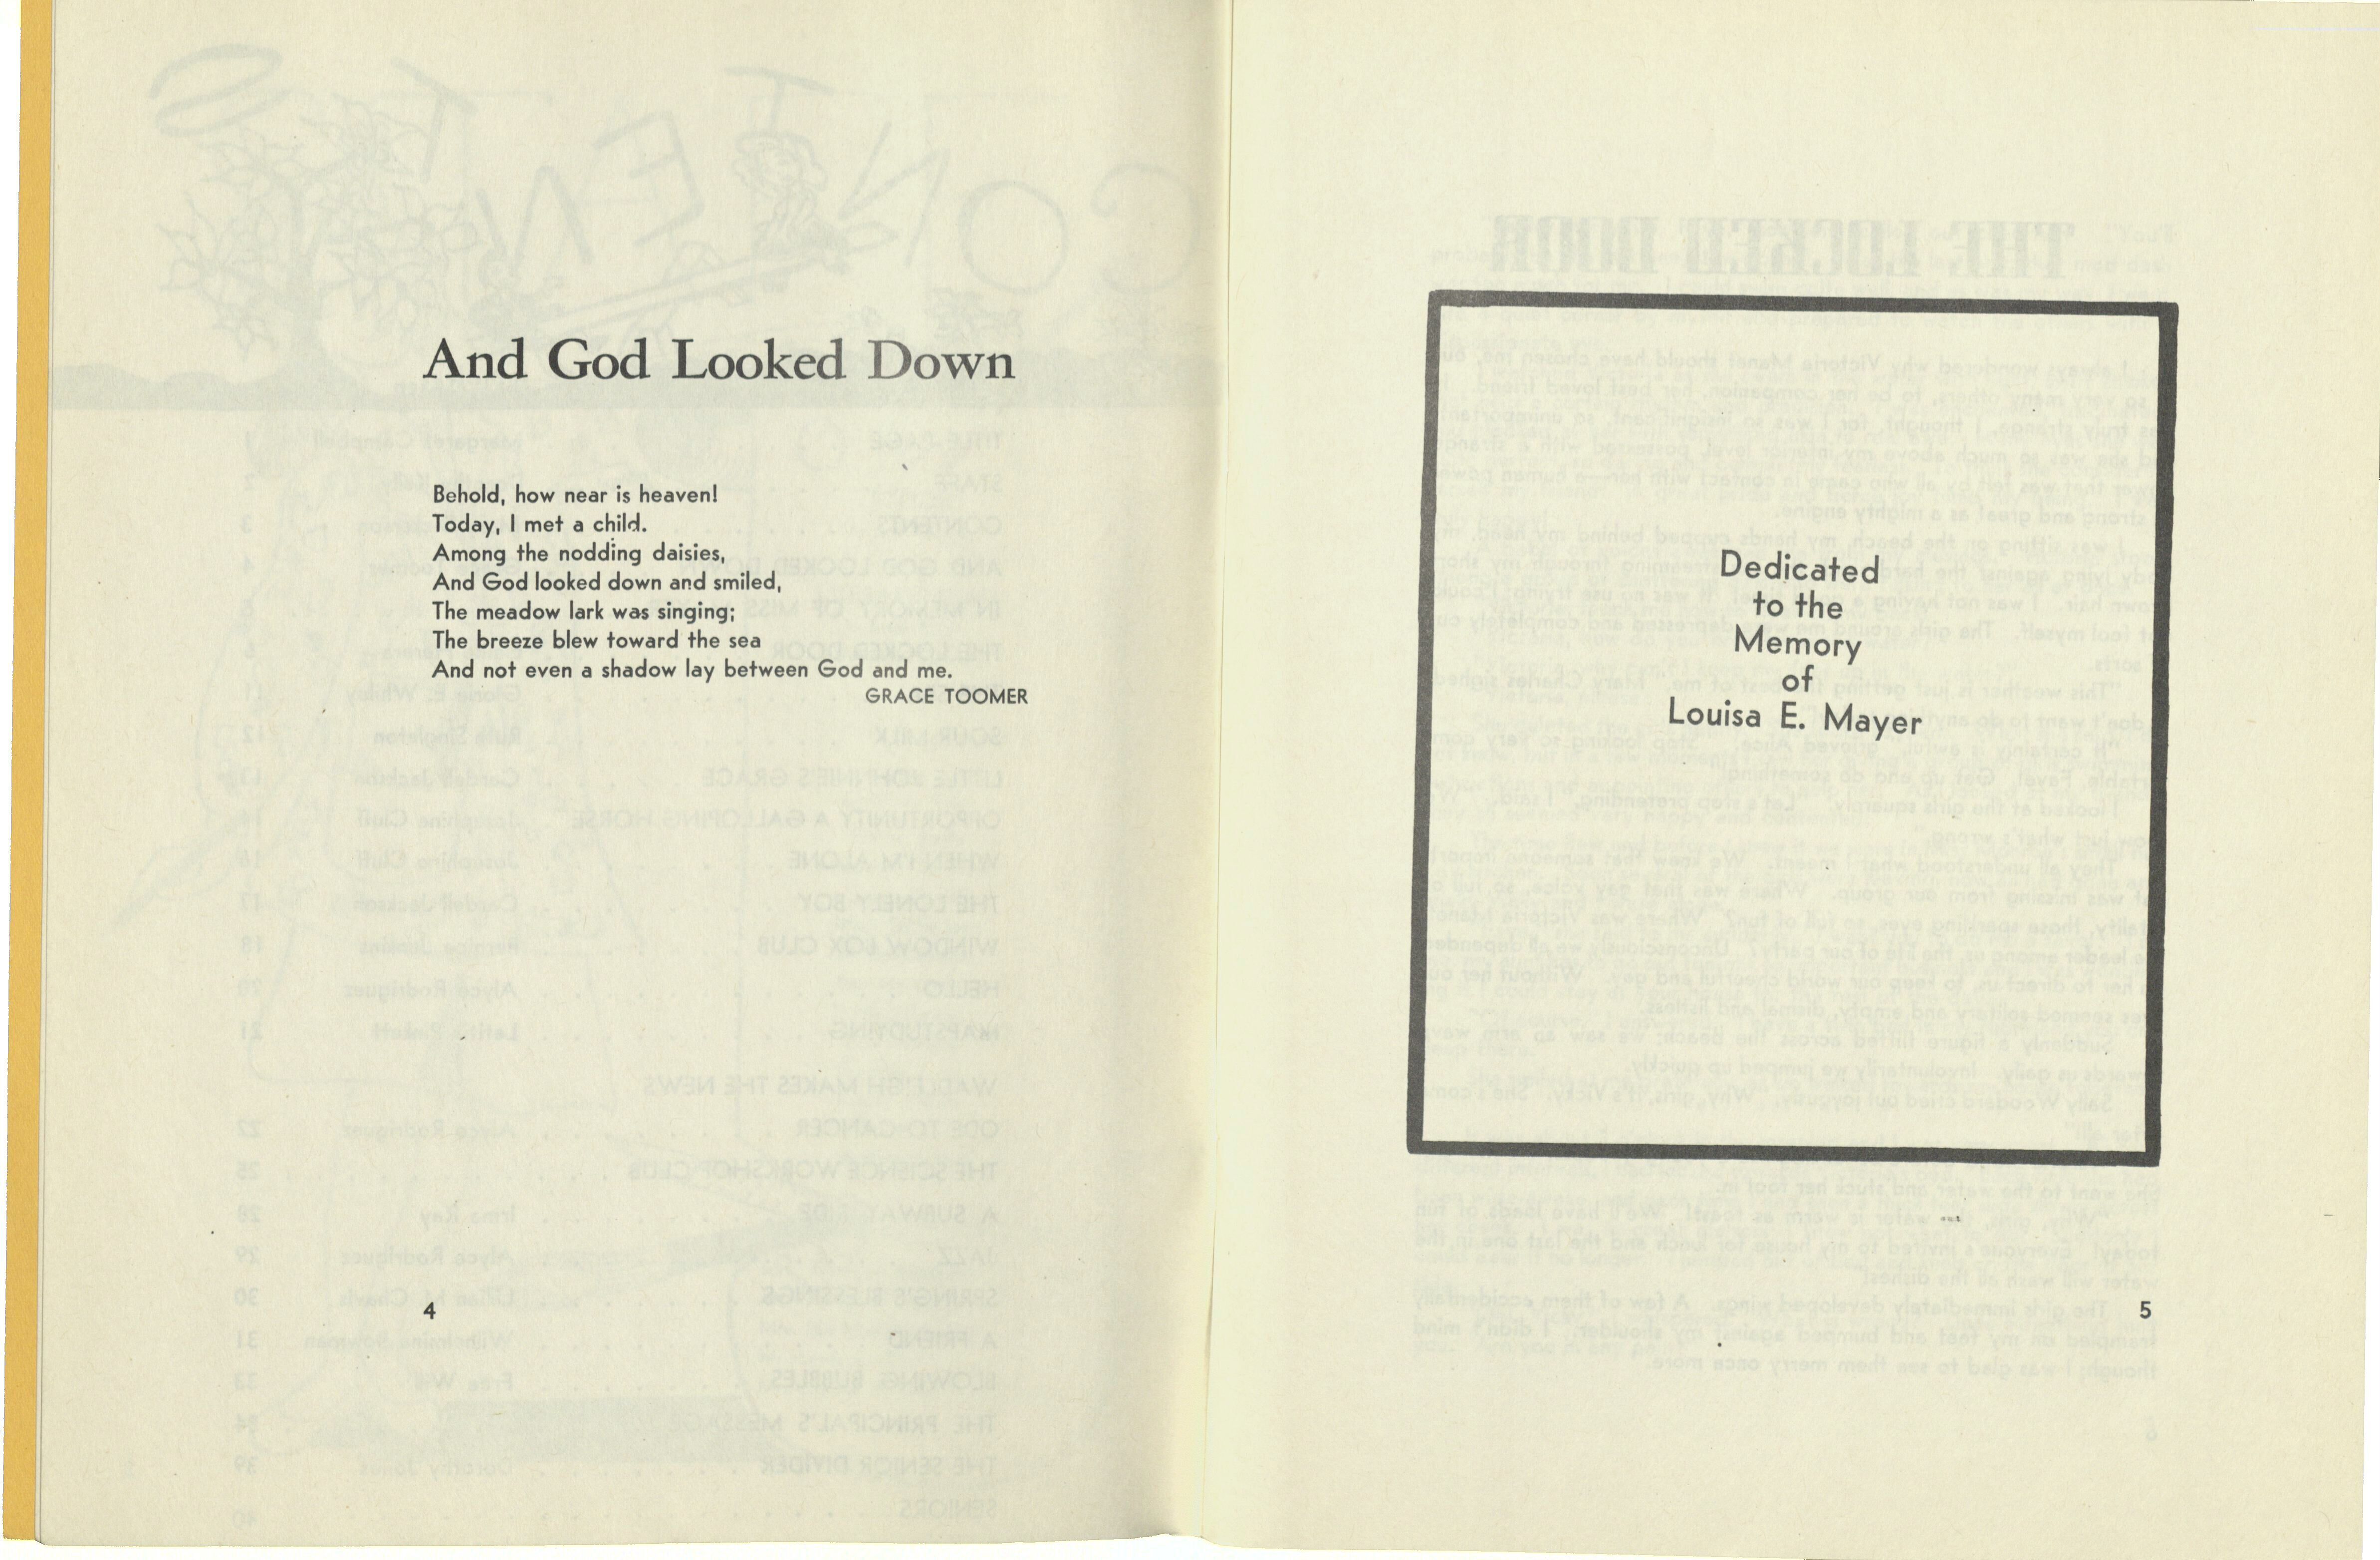 And God Looked Down
Behold, how near is heaven!
Today, I met a child.
Among the nodding daisies,
And God looked down and smiled,
The meadow lark was singing;
The breeze blew toward the sea
And not even a shadow lay between God and me.
GRACE TOOMER
4
Dedicated
to the
Memory
of
Louisa E. Mayer
5